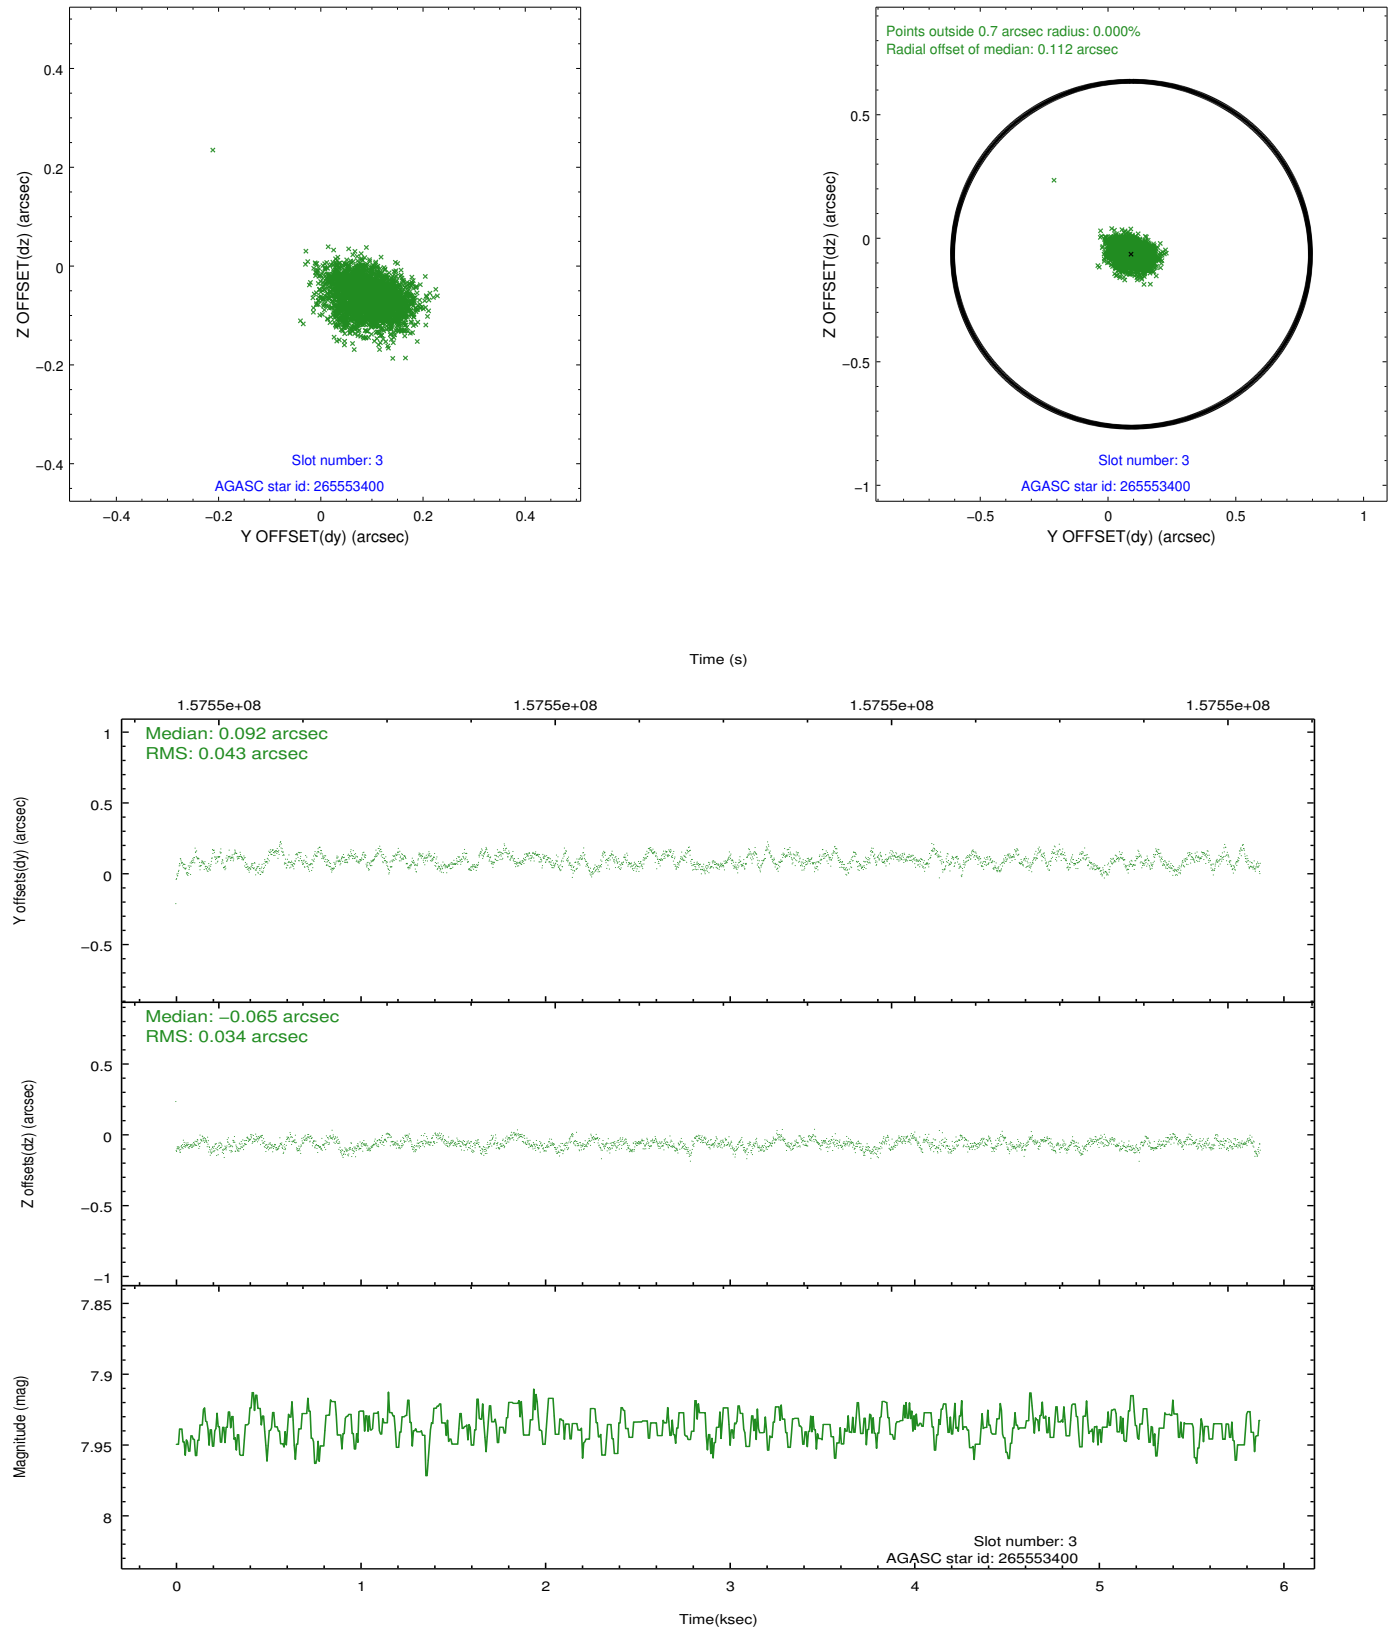 0.4
0.2
0
−0.2
−0.4
Z OFFSET(dz) (arcsec)
Slot number: 3
AGASC star id: 265553400
−0.4
−0.2
0
0.2
0.4
Y OFFSET(dy) (arcsec)
Points outside 0.7 arcsec radius: 0.000%
Radial offset of median: 0.112 arcsec
0.5
0
−0.5
−1
Z OFFSET(dz) (arcsec)
Slot number: 3
AGASC star id: 265553400
−0.5
0
0.5
1
Y OFFSET(dy) (arcsec)
Time (s)
1.5755e+08
1.5755e+08
1.5755e+08
1.5755e+08
Median: 0.092 arcsec
RMS: 0.043 arcsec
1
0.5
0
−0.5
Y offsets(dy) (arcsec)
Median: −0.065 arcsec
RMS: 0.034 arcsec
0.5
0
−0.5
−1
Z offsets(dz) (arcsec)
7.85
7.9
7.95
8
Magnitude (mag)
Slot number: 3
AGASC star id: 265553400
0
1
2
3
4
5
6
Time(ksec)